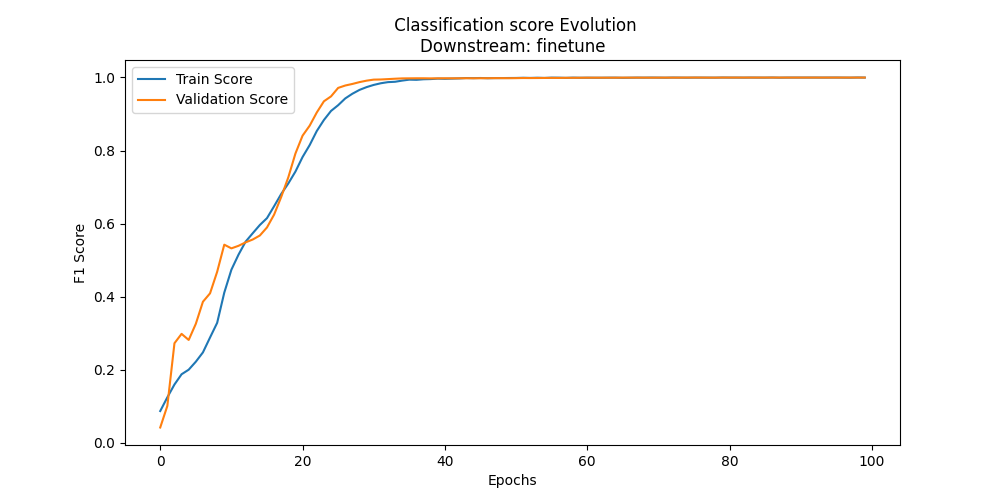 Classification score Evolution
Downstream: finetune
Train Score
Validation Score
F1 Score
1.0
0.8
0.6
0.4
0.2
0.0
0 20 40 60 80 100
Epochs